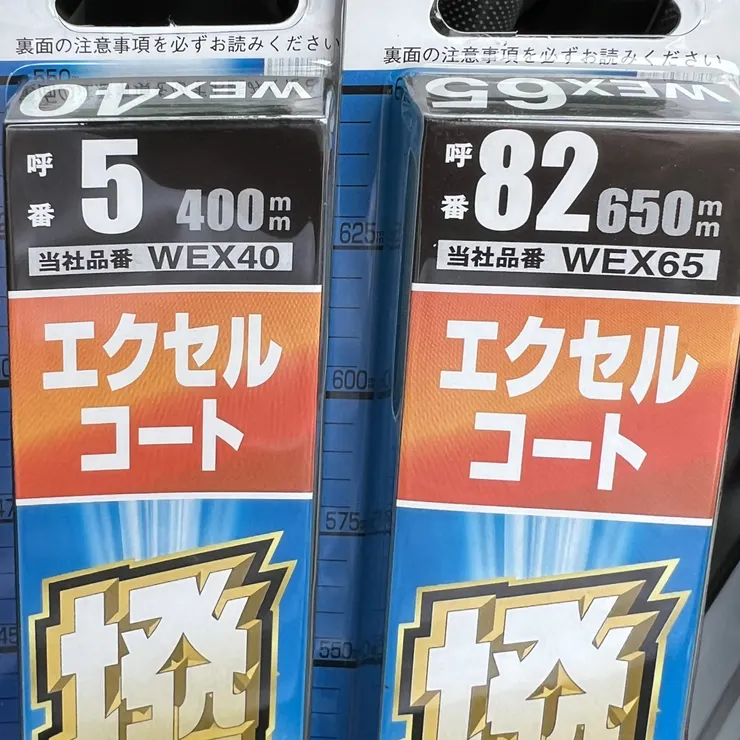 裏面の注意事項を必ずお読みください
WEX40
呼番 5 400mm
当社品番 WEX40
エクセル
コート
撥
裏面の注意事項を必ずお読みください
WEX65
呼番 82 650mm
当社品番 WEX65
エクセル
コート
撥
550
625
600
575
550